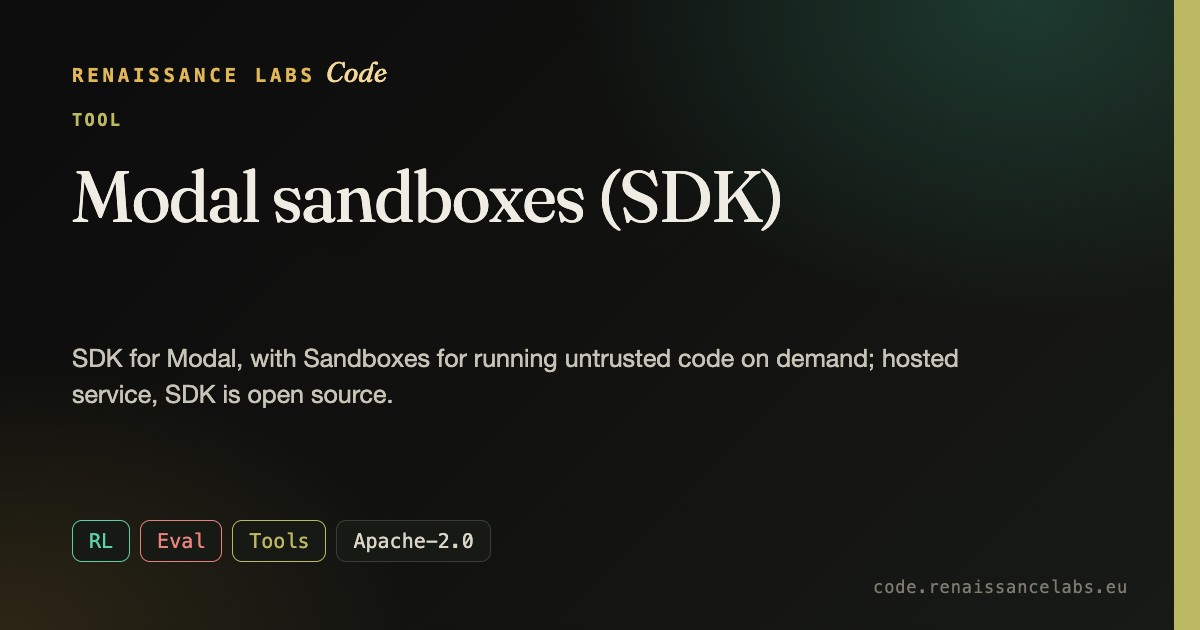 RENAISSANCE LABS Code
TOOL
Modal sandboxes (SDK)
SDK for Modal, with Sandboxes for running untrusted code on demand; hosted
service, SDK is open source.
RL Eval Tools Apache-2.0
code.renaissancelabs.eu